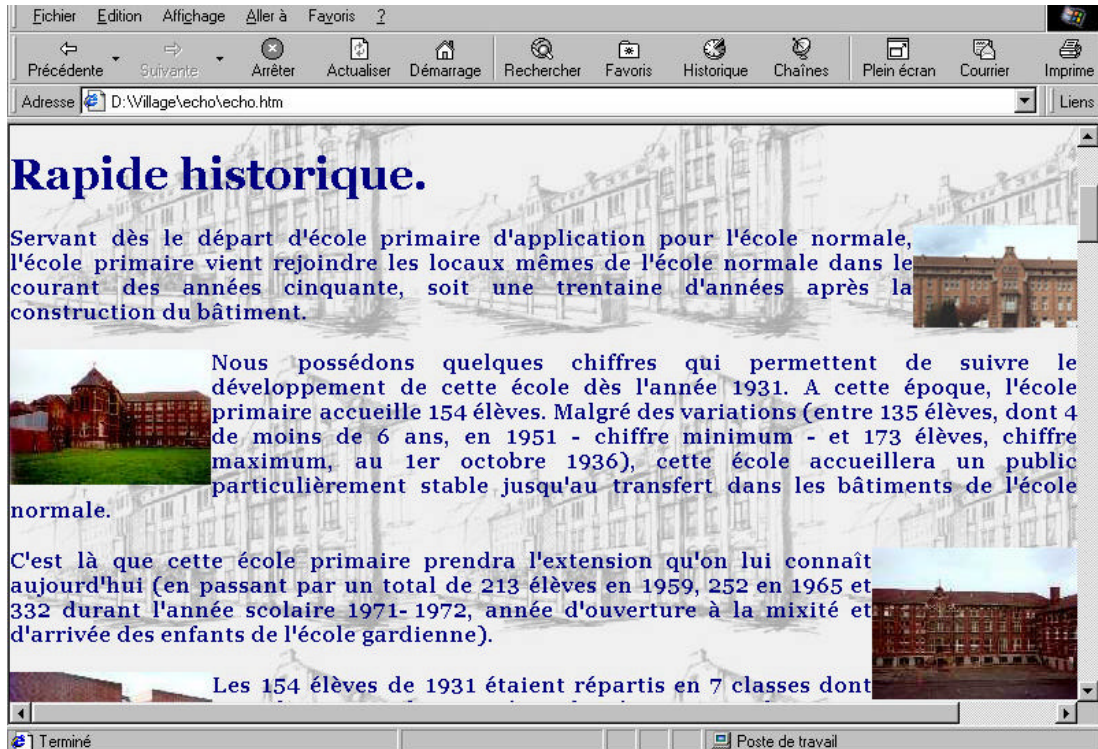 Fichier Edition Affichage Aller à Favoris ?
Précédente Suivante Arrêter Actualiser Démarrage Rechercher Favoris Historique Chaînes Plein écran Courrier Imprime
Adresse D:\Village\echo\echo.htm Liens
Rapide historique.
Servant dès le départ d'école primaire d'application pour l'école normale,
l'école primaire vient rejoindre les locaux mêmes de l'école normale dans le
courant des années cinquante, soit une trentaine d'années après la
construction du bâtiment.
Nous possédons quelques chiffres qui permettent de suivre le
développement de cette école dès l'année 1931. A cette époque, l'école
primaire accueille 154 élèves. Malgré des variations (entre 135 élèves, dont 4
de moins de 6 ans, en 1951 - chiffre minimum - et 173 élèves, chiffre
maximum, au 1er octobre 1936), cette école accueillera un public
particulièrement stable jusqu'au transfert dans les bâtiments de l'école
normale.
C'est là que cette école primaire prendra l'extension qu'on lui connaît
aujourd'hui (en passant par un total de 213 élèves en 1959, 252 en 1965 et
332 durant l'année scolaire 1971- 1972, année d'ouverture à la mixité et
d'arrivée des enfants de l'école gardienne).
Les 154 élèves de 1931 étaient répartis en 7 classes dont
Terminé Poste de travail